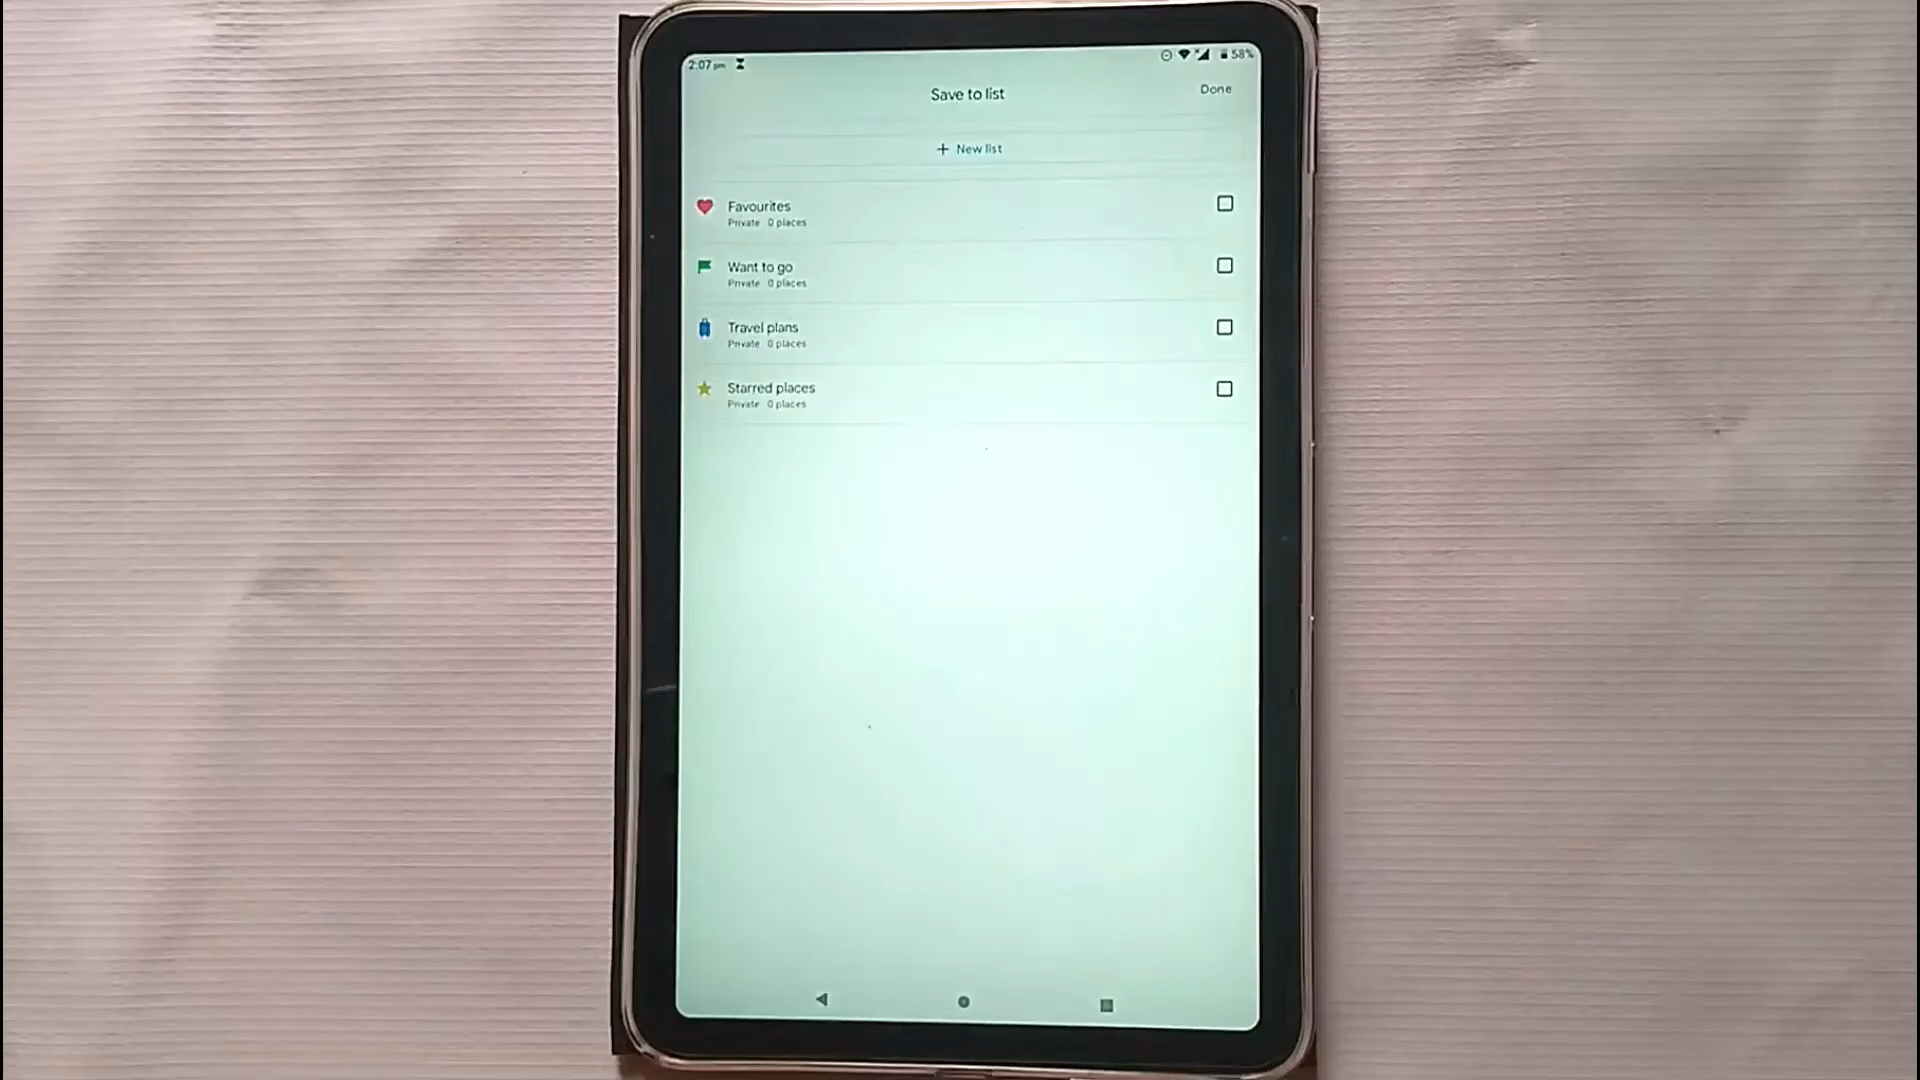 2:07 pm
58%
Save to list
Done
+ New list
Favourites
Private 0 places
Want to go
Private 0 places
Travel plans
Private 0 places
Starred places
Private 0 places